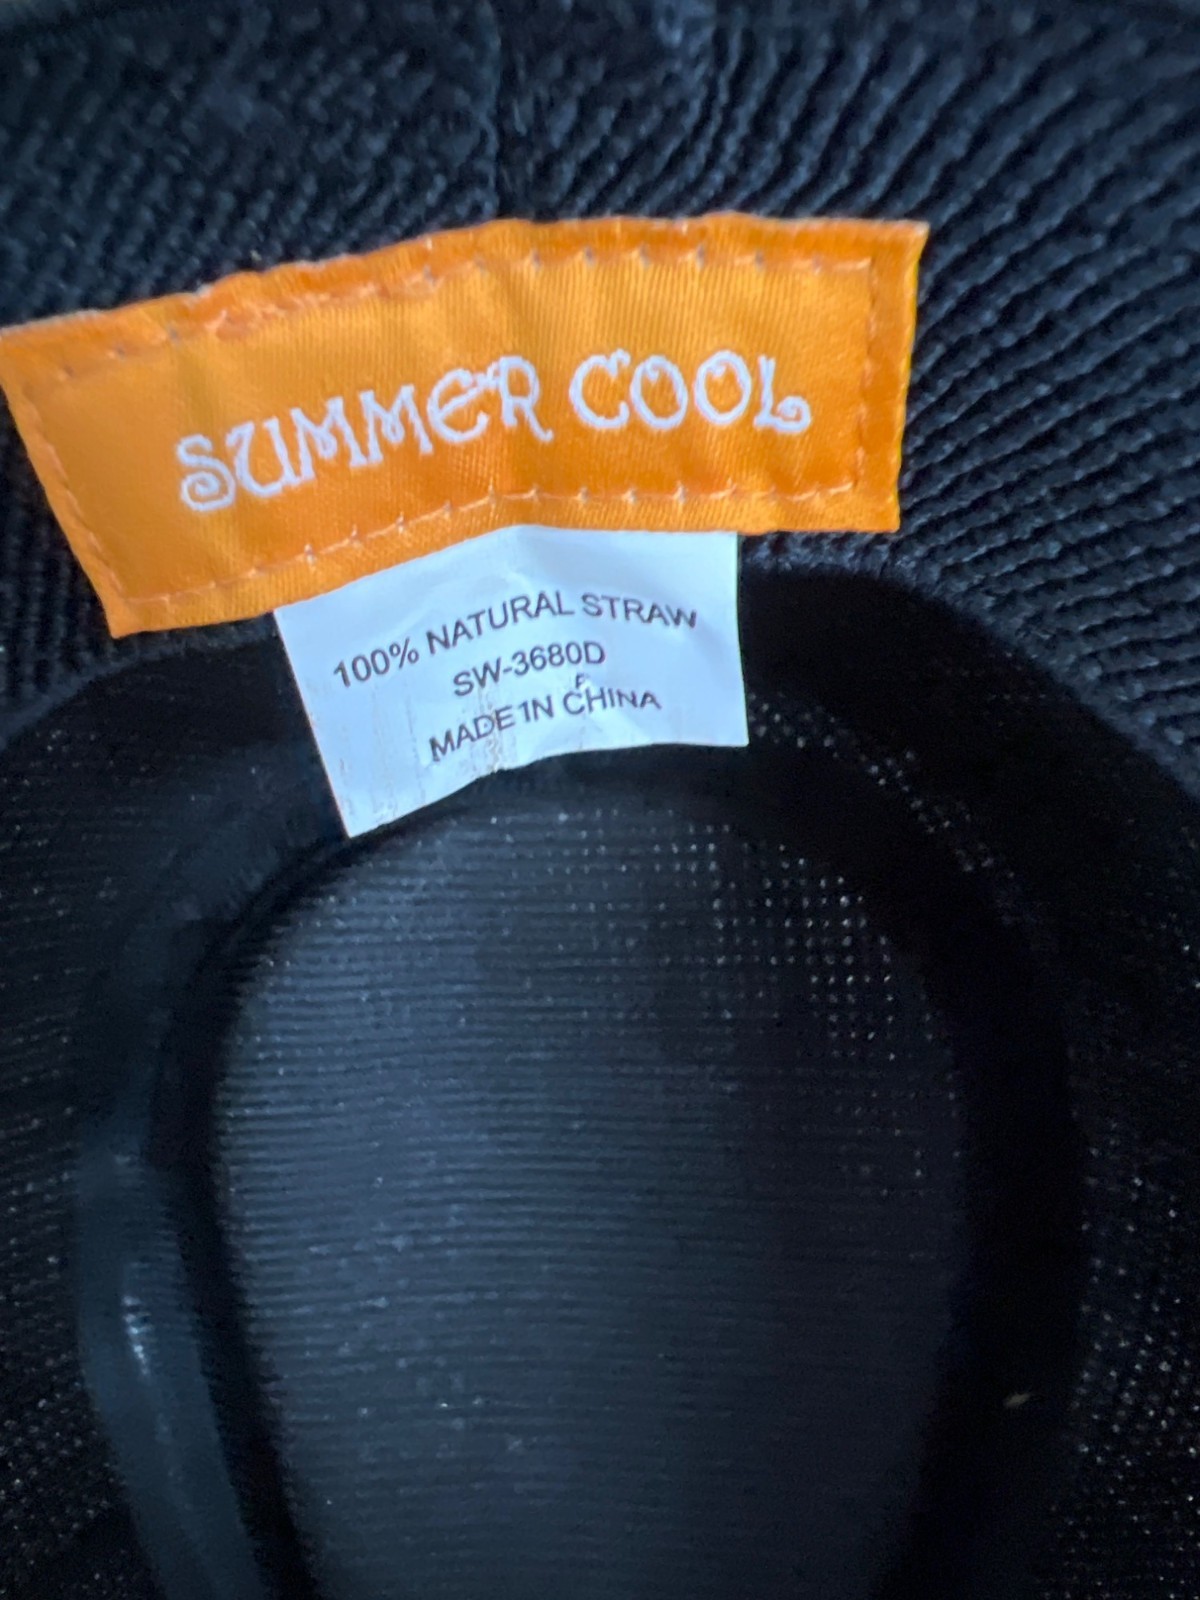 SUMMER COOL
100% NATURAL STRAW
SW-3680D
MADE IN CHINA